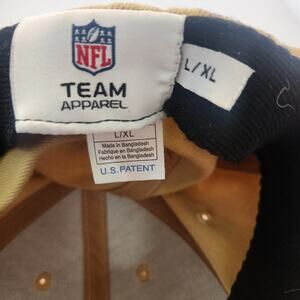 NFL
TEAM
APPAREL
L/XL
L/XL
Made in Bangladesh
Fabriqué en Bangladesh
Hecho en Bangladesh
U.S. PATENT